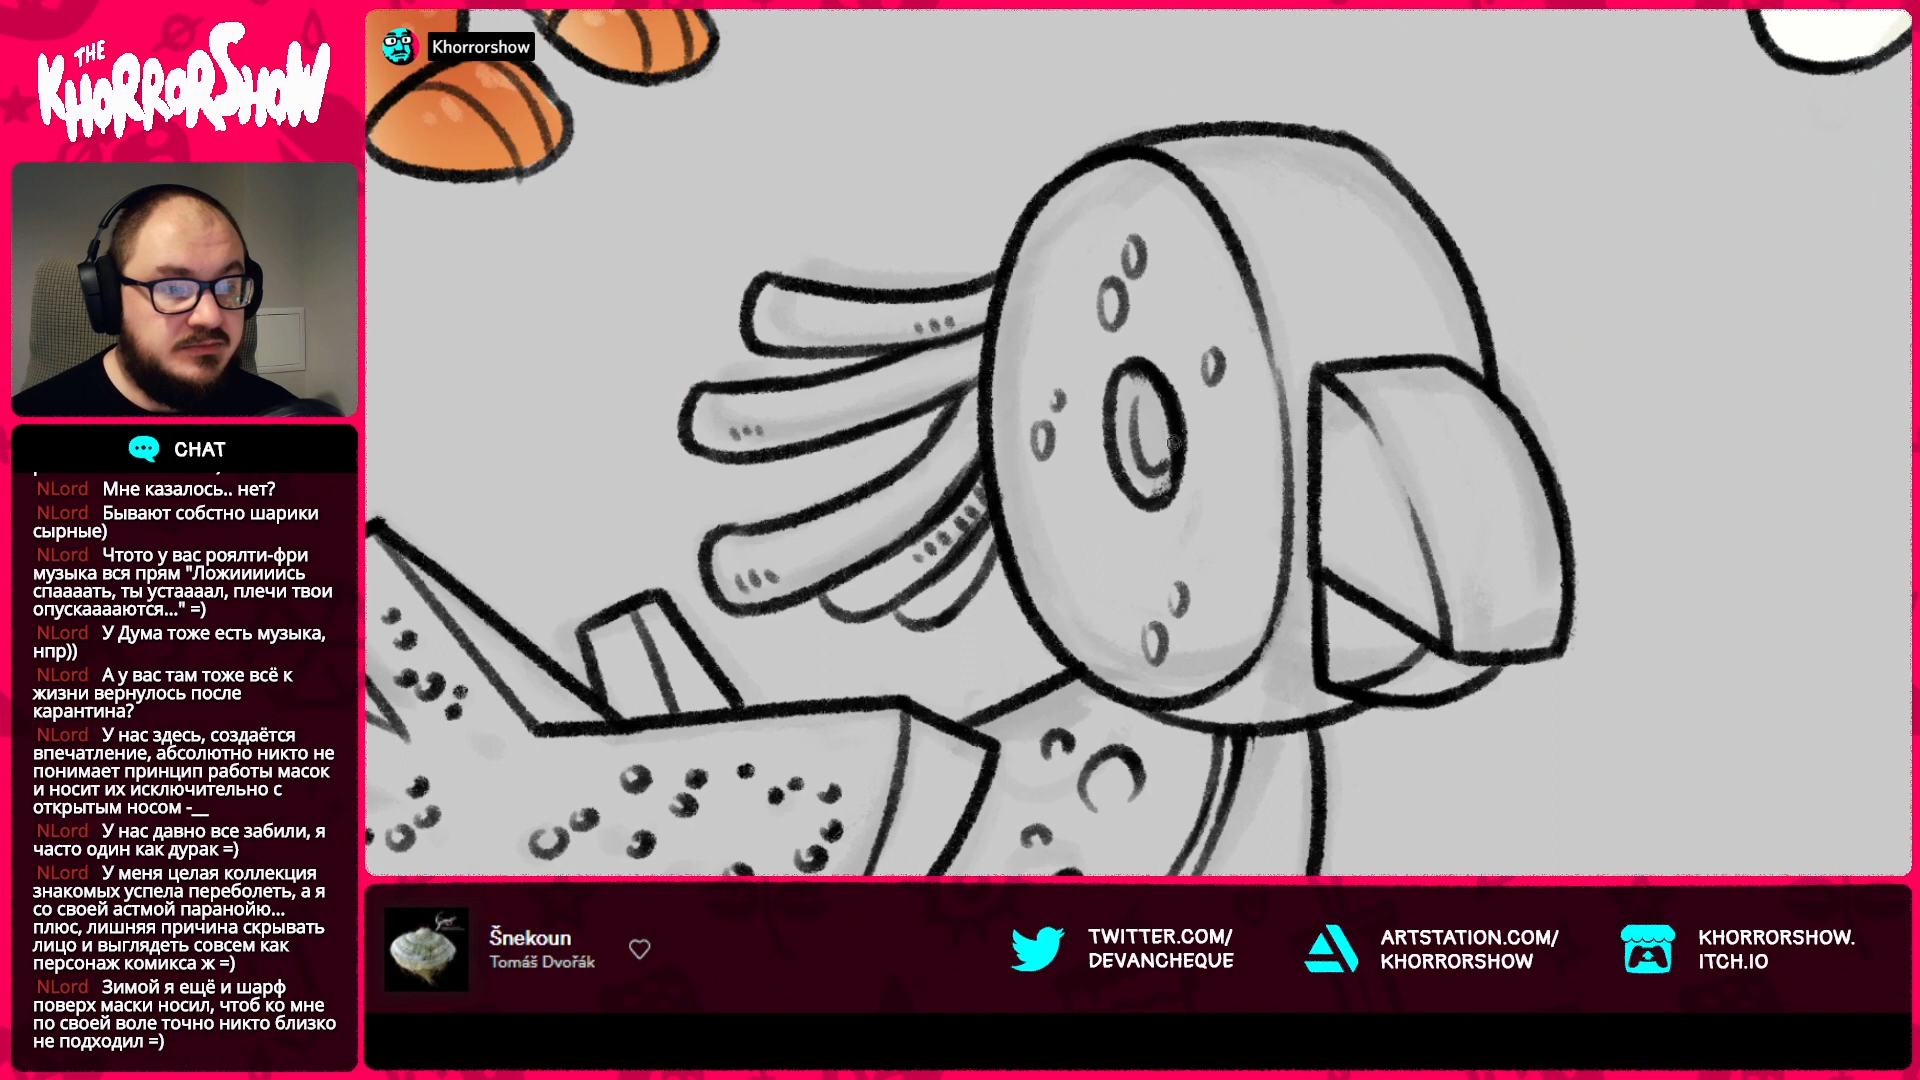 THE
KHORRORSHOW
Khorrorshow
CHAT
NLord Мне казалось.. нет?
NLord Бывают собстно шарики
сырные)
NLord Чтото у вас роялти-фри
музыка вся прям "Ложииииись
спаааать, ты устаааал, плечи твои
опускааааются..." =)
NLord У Дума тоже есть музыка,
нпр))
NLord А у вас там тоже всё к
жизни вернулось после
карантина?
NLord У нас здесь, создаётся
впечатление, абсолютно никто не
понимает принцип работы масок
и носит их исключительно с
открытым носом -__
NLord У нас давно все забили, я
часто один как дурак =)
NLord У меня целая коллекция
знакомых успела переболеть, а я
со своей астмой паранойю...
плюс, лишняя причина скрывать
лицо и выглядеть совсем как
персонаж комикса ж =)
NLord Зимой я ещё и шарф
поверх маски носил, чтоб ко мне
по своей воле точно никто близко
не подходил =)
Šnekoun
Tomáš Dvořák
TWITTER.COM/
DEVANCHEQUE
ARTSTATION.COM/
KHORRORSHOW
KHORRORSHOW.
ITCH.IO